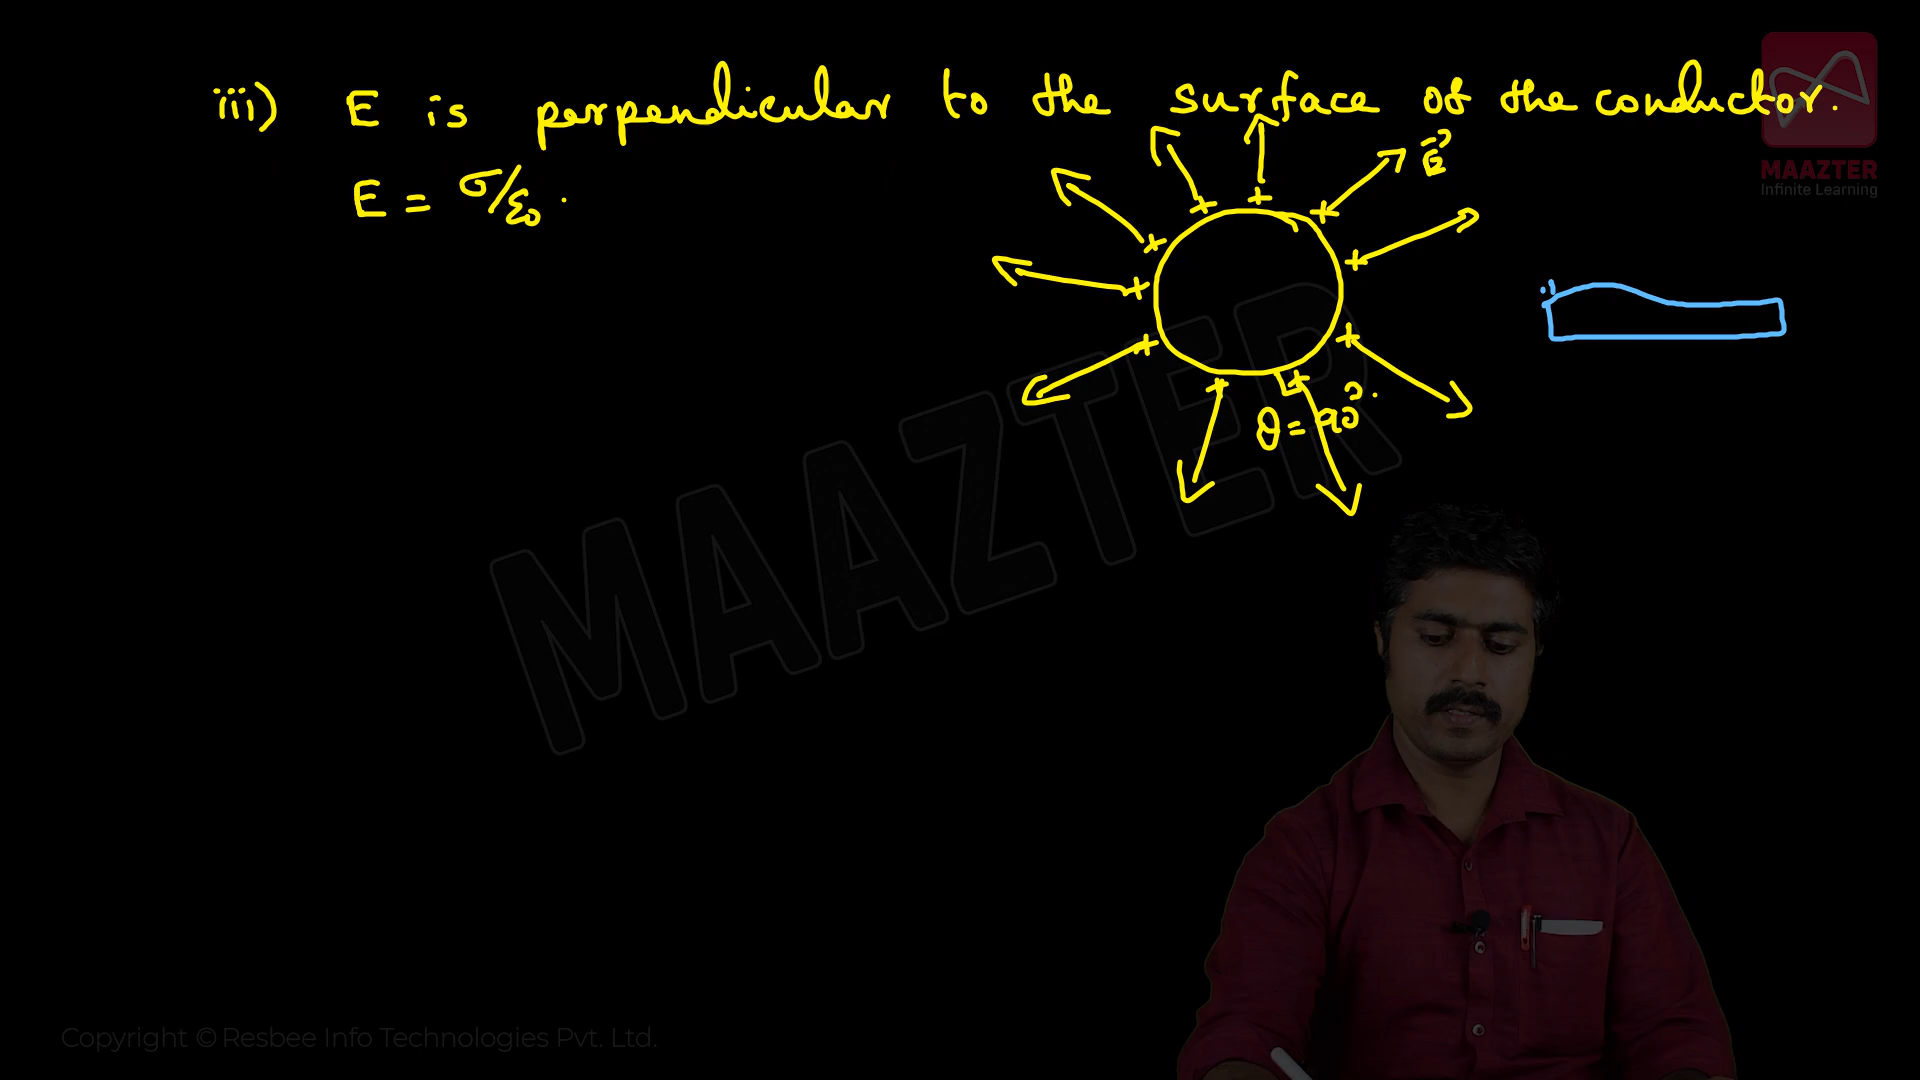 iii) E is perpendicular to the surface of the conductor.
E = σ/ε₀.
E⃗
θ = 90°.
MAAZTER
Infinite Learning
MAAZTER
Copyright © Resbee Info Technologies Pvt. Ltd.